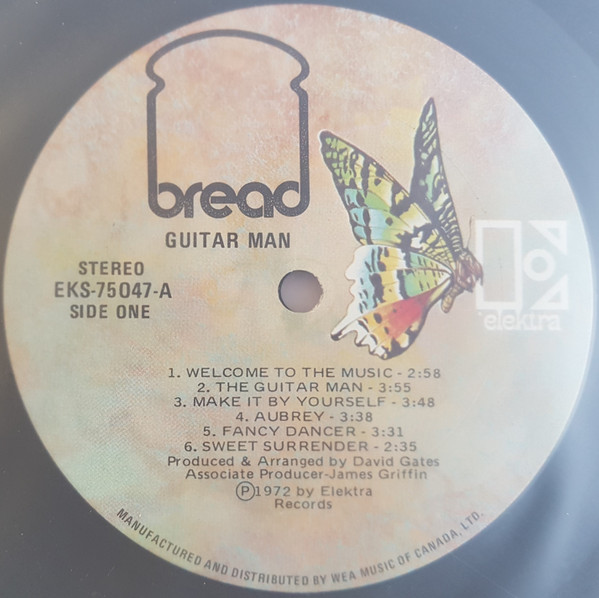 bread
GUITAR MAN
STEREO
EKS-75047-A
SIDE ONE
elektra
1. WELCOME TO THE MUSIC - 2:58
2. THE GUITAR MAN - 3:55
3. MAKE IT BY YOURSELF - 3:48
4. AUBREY - 3:38
5. FANCY DANCER - 3:31
6. SWEET SURRENDER - 2:35
Produced & Arranged by David Gates
Associate Producer-James Griffin
Ⓟ1972 by Elektra
Records
MANUFACTURED AND DISTRIBUTED BY WEA MUSIC OF CANADA, LTD.